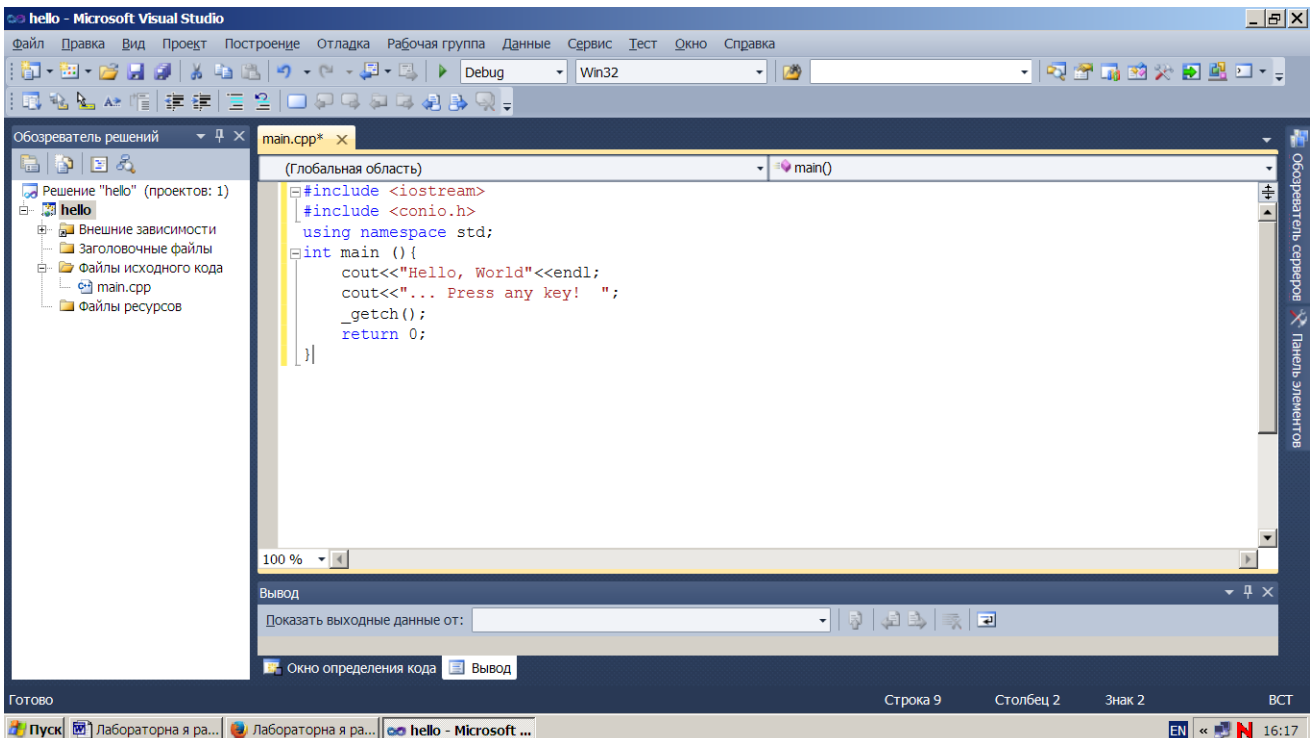 hello - Microsoft Visual Studio
Файл Правка Вид Проект Построение Отладка Рабочая группа Данные Сервис Тест Окно Справка
Debug Win32
Обозреватель решений
main.cpp*
(Глобальная область) main()
Решение "hello" (проектов: 1)
hello
Внешние зависимости
Заголовочные файлы
Файлы исходного кода
main.cpp
Файлы ресурсов
#include <iostream>
#include <conio.h>
using namespace std;
int main (){
cout<<"Hello, World"<<endl;
cout<<"... Press any key!  ";
_getch();
return 0;
}
Обозреватель серверов
Панель элементов
100 %
Вывод
Показать выходные данные от:
Окно определения кода Вывод
Готово Строка 9 Столбец 2 Знак 2 ВСТ
Пуск Лабораторна я ра... Лабораторна я ра... hello - Microsoft ... EN « N 16:17